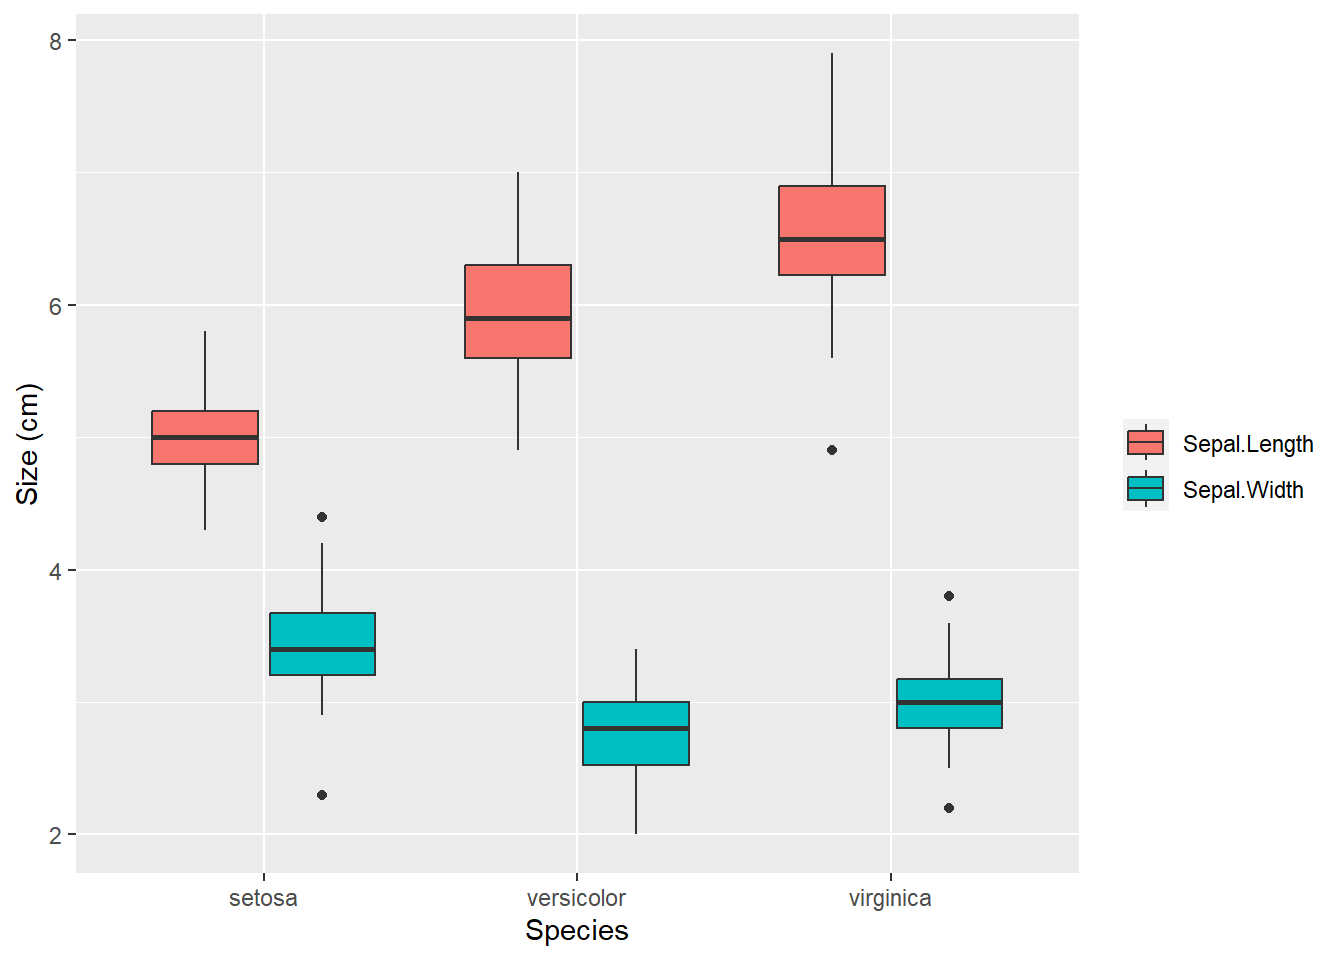 8
6
4
2
Size (cm)
setosa
versicolor
virginica
Species
Sepal.Length
Sepal.Width